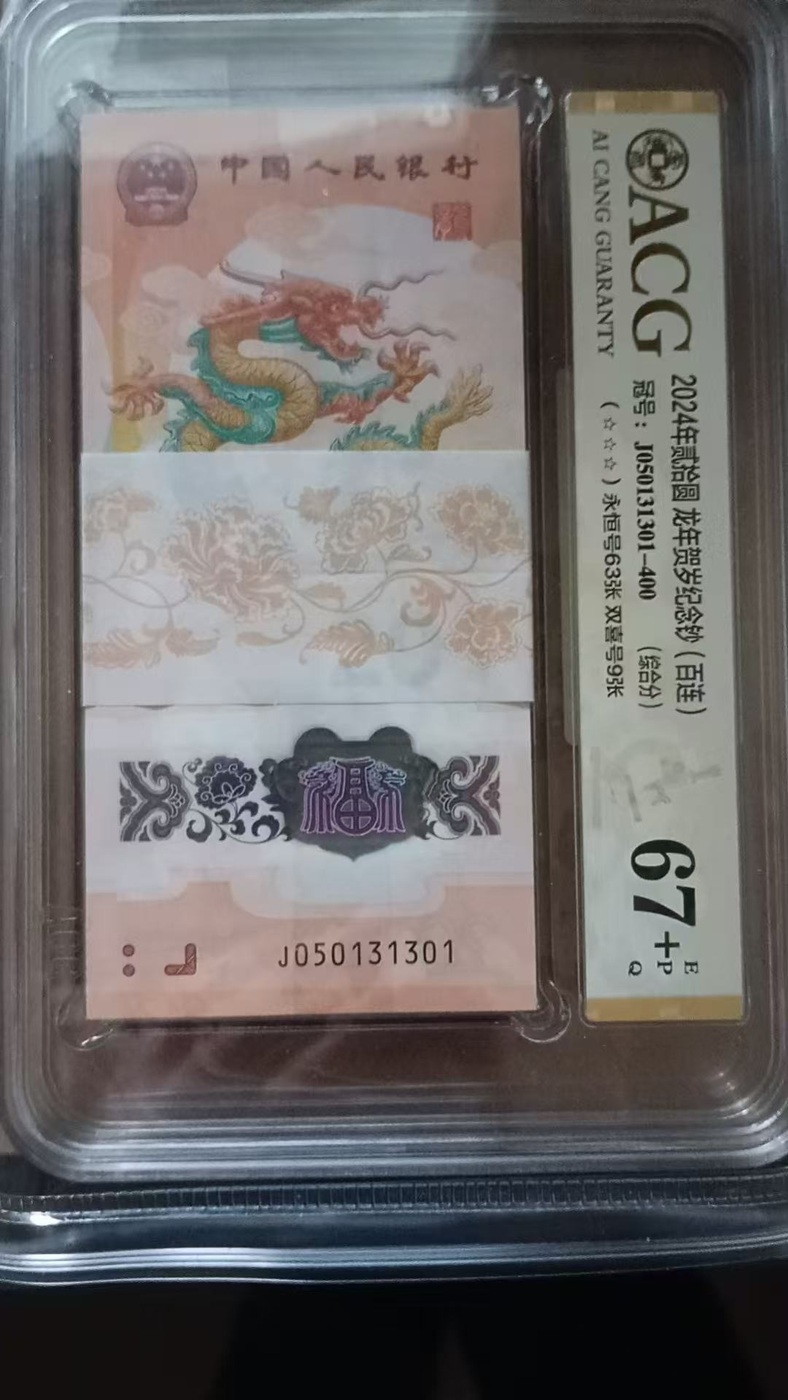 中国人民银行
福
J050131301
ACG
AI CANG GUARANTY
2024年贰拾圆 龙年贺岁纪念钞（百连）
冠号：J050131301-400 （综合分）
（☆☆☆）永恒号63张 双喜号9张
67+
E
P
Q